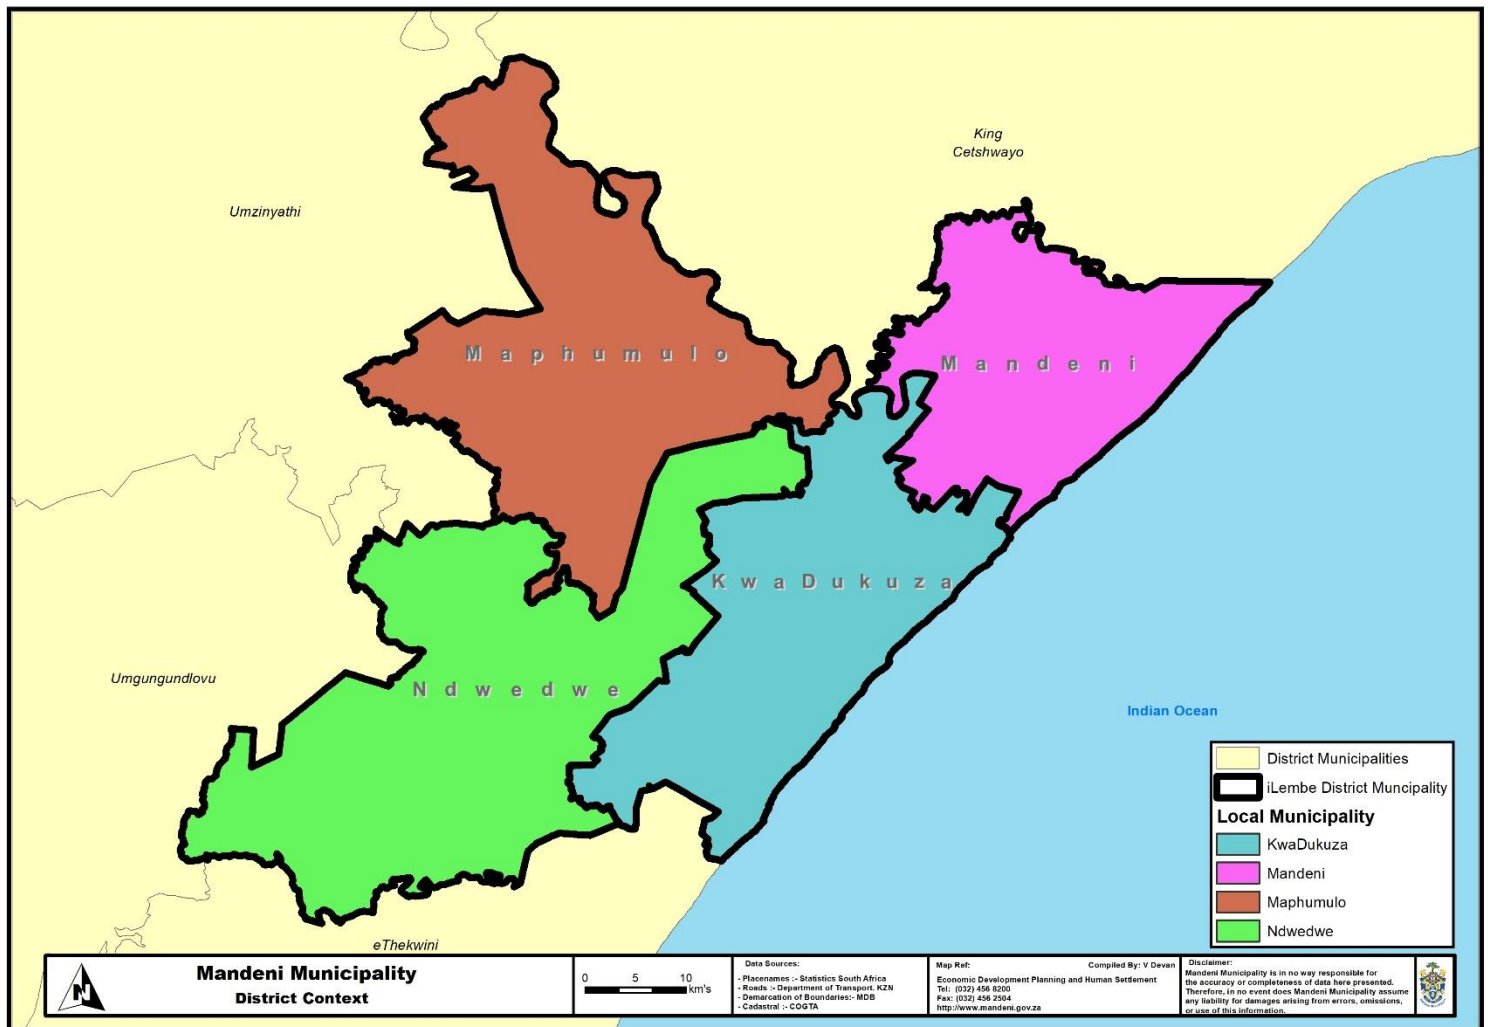 King
Cetshwayo
Umzinyathi
Maphumulo
Mandeni
KwaDukuza
Umgungundlovu
Ndwedwe
Indian Ocean
eThekwini
District Municipalities
iLembe District Muncipality
Local Municipality
KwaDukuza
Mandeni
Maphumulo
Ndwedwe
N
Mandeni Municipality
District Context
0 5 10
km's
Data Sources:
- Placenames :- Statistics South Africa
- Roads :- Department of Transport. KZN
- Demarcation of Boundaries:- MDB
- Cadastral :- COGTA
Map Ref: Compiled By: V Devan
Economic Development Planning and Human Settlement
Tel: (032) 456 8200
Fax: (032) 456 2504
http://www.mandeni.gov.za
Disclaimer:
Mandeni Municipality is in no way responsible for
the accuracy or completeness of data here presented.
Therefore, in no event does Mandeni Municipality assume
any liability for damages arising from errors, omissions,
or use of this information.